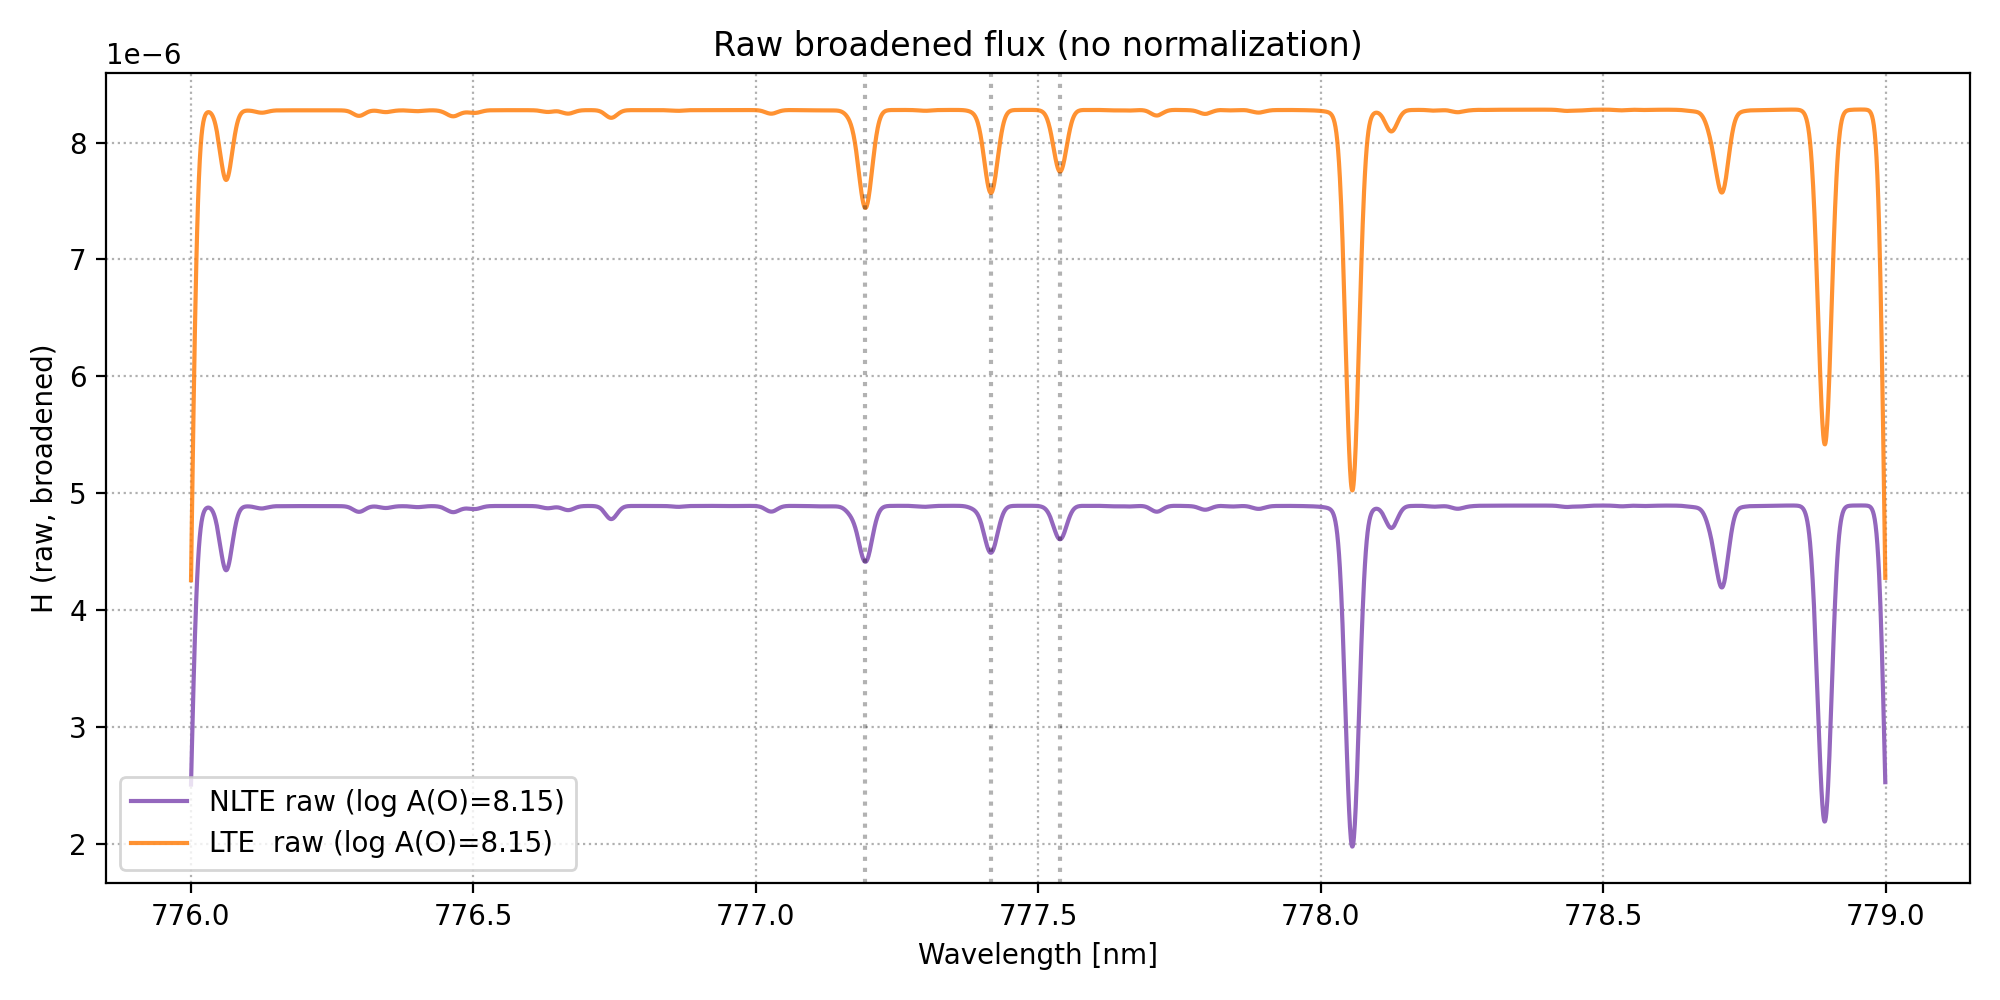 Raw broadened flux (no normalization)
1e−6
8
7
6
5
4
3
2
H (raw, broadened)
NLTE raw (log A(O)=8.15)
LTE  raw (log A(O)=8.15)
776.0 776.5 777.0 777.5 778.0 778.5 779.0
Wavelength [nm]